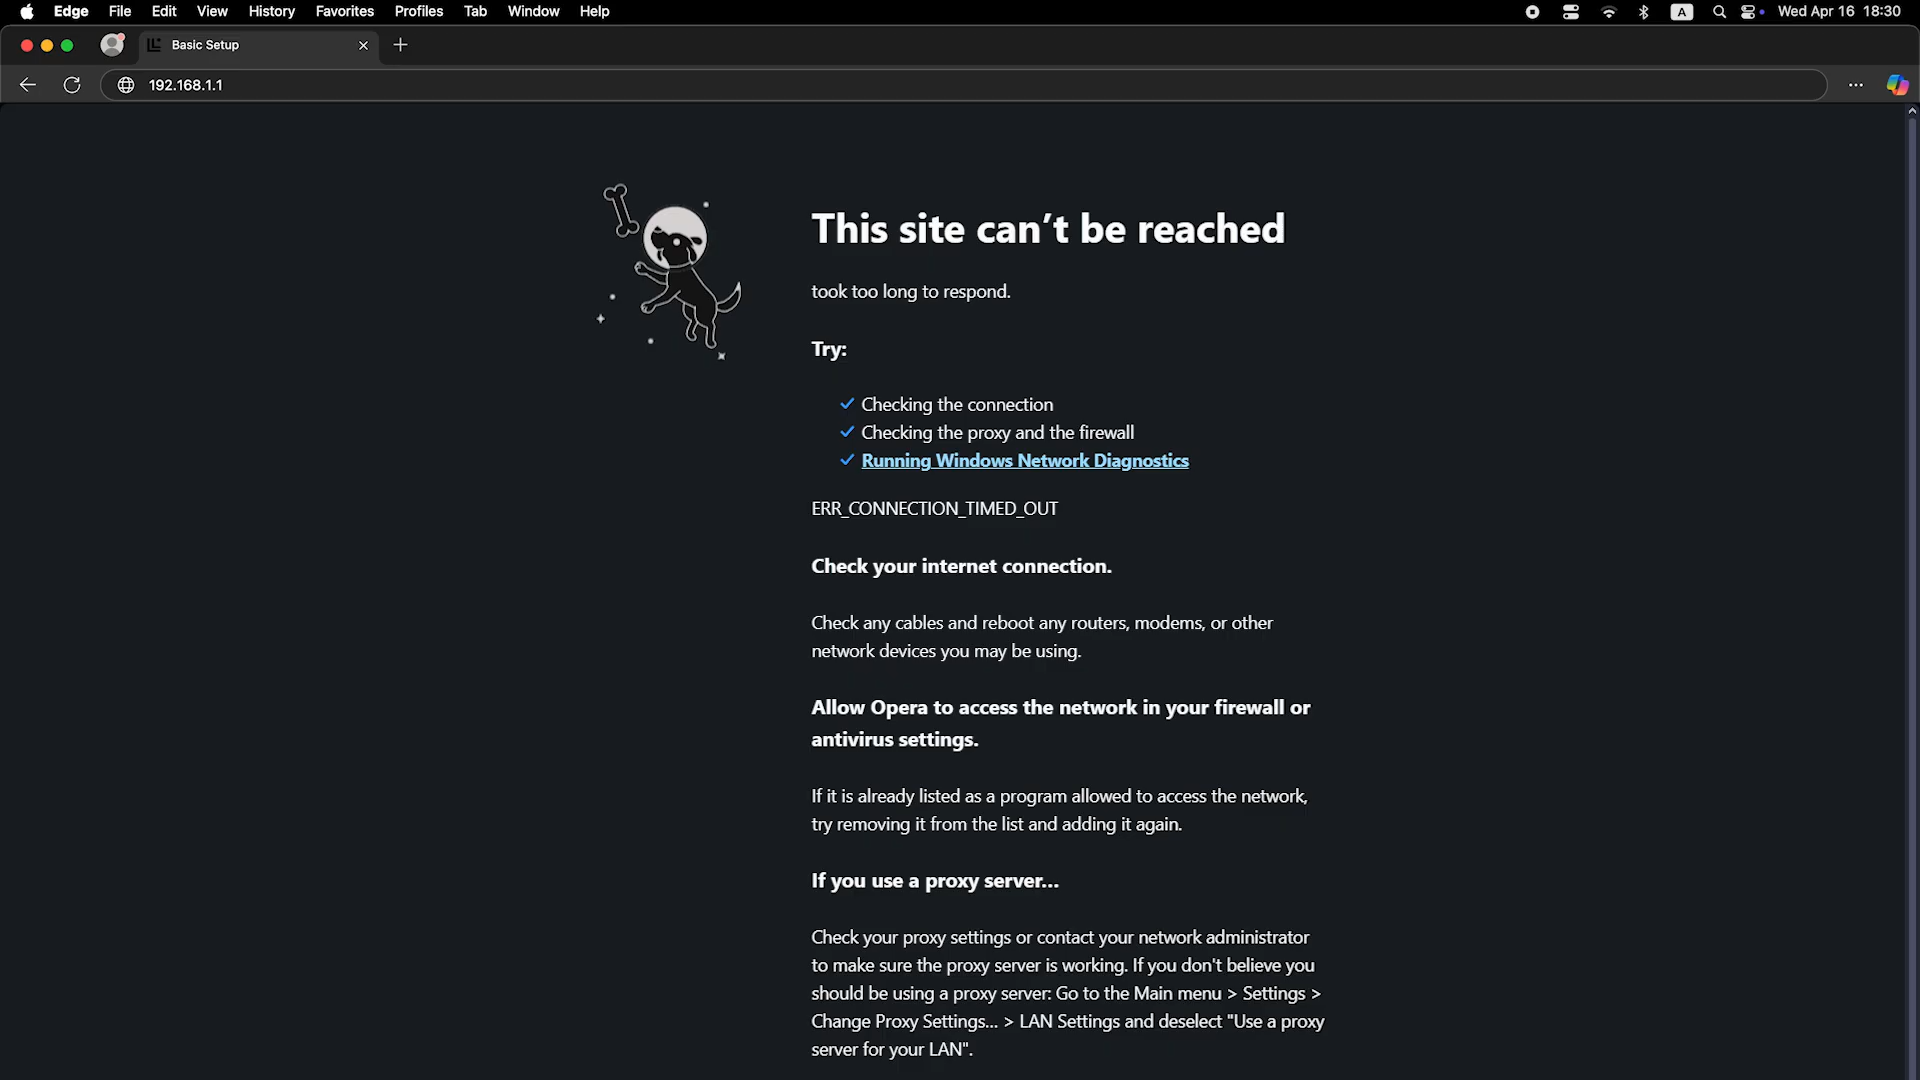 Edge File Edit View History Favorites Profiles Tab Window Help A Wed Apr 16 18:30
Basic Setup
192.168.1.1
This site can’t be reached
took too long to respond.
Try:
Checking the connection
Checking the proxy and the firewall
Running Windows Network Diagnostics
ERR_CONNECTION_TIMED_OUT
Check your internet connection.
Check any cables and reboot any routers, modems, or other
network devices you may be using.
Allow Opera to access the network in your firewall or
antivirus settings.
If it is already listed as a program allowed to access the network,
try removing it from the list and adding it again.
If you use a proxy server...
Check your proxy settings or contact your network administrator
to make sure the proxy server is working. If you don't believe you
should be using a proxy server: Go to the Main menu > Settings >
Change Proxy Settings... > LAN Settings and deselect "Use a proxy
server for your LAN".